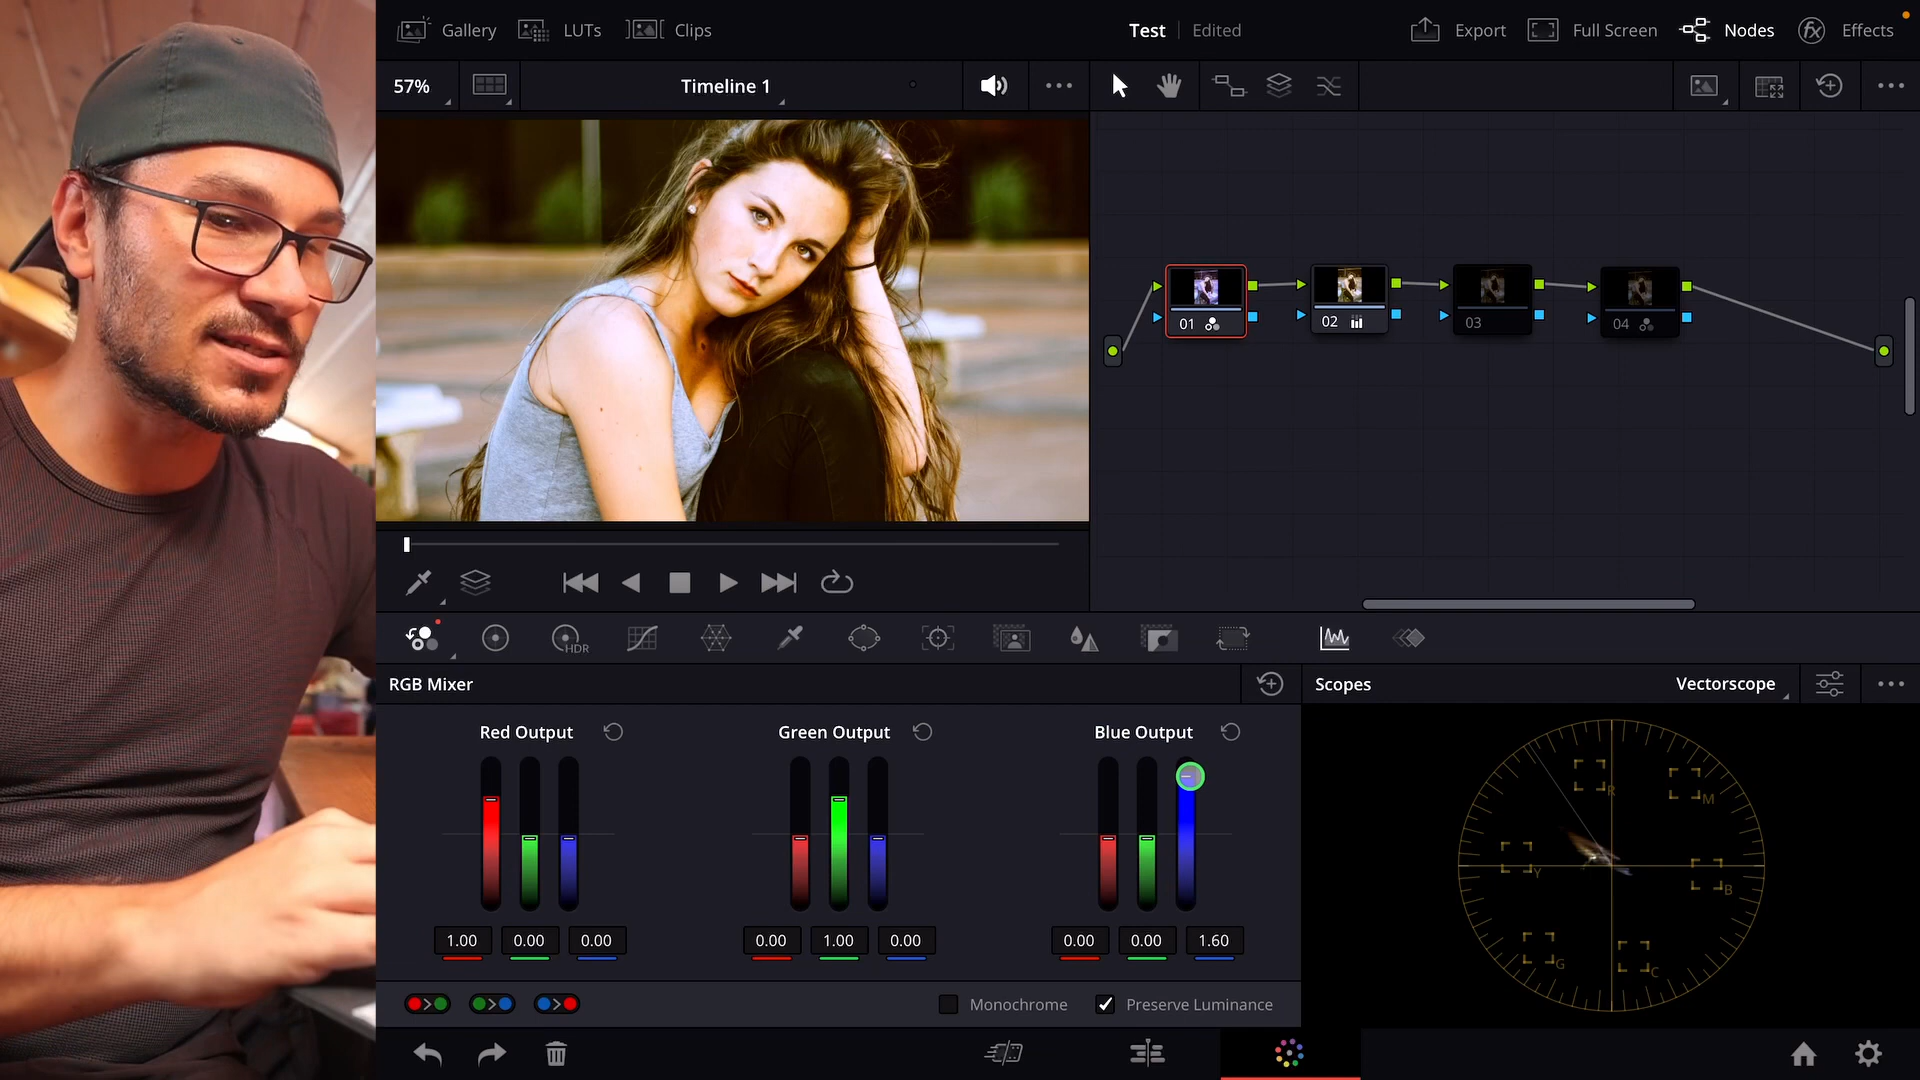 Gallery LUTs Clips Test Edited Export Full Screen Nodes fx Effects
57% Timeline 1
01 02 03 04
HDR
RGB Mixer Scopes Vectorscope
Red Output Green Output Blue Output
R M
Y B
G C
1.00 0.00 0.00 0.00 1.00 0.00 0.00 0.00 1.60
Monochrome Preserve Luminance